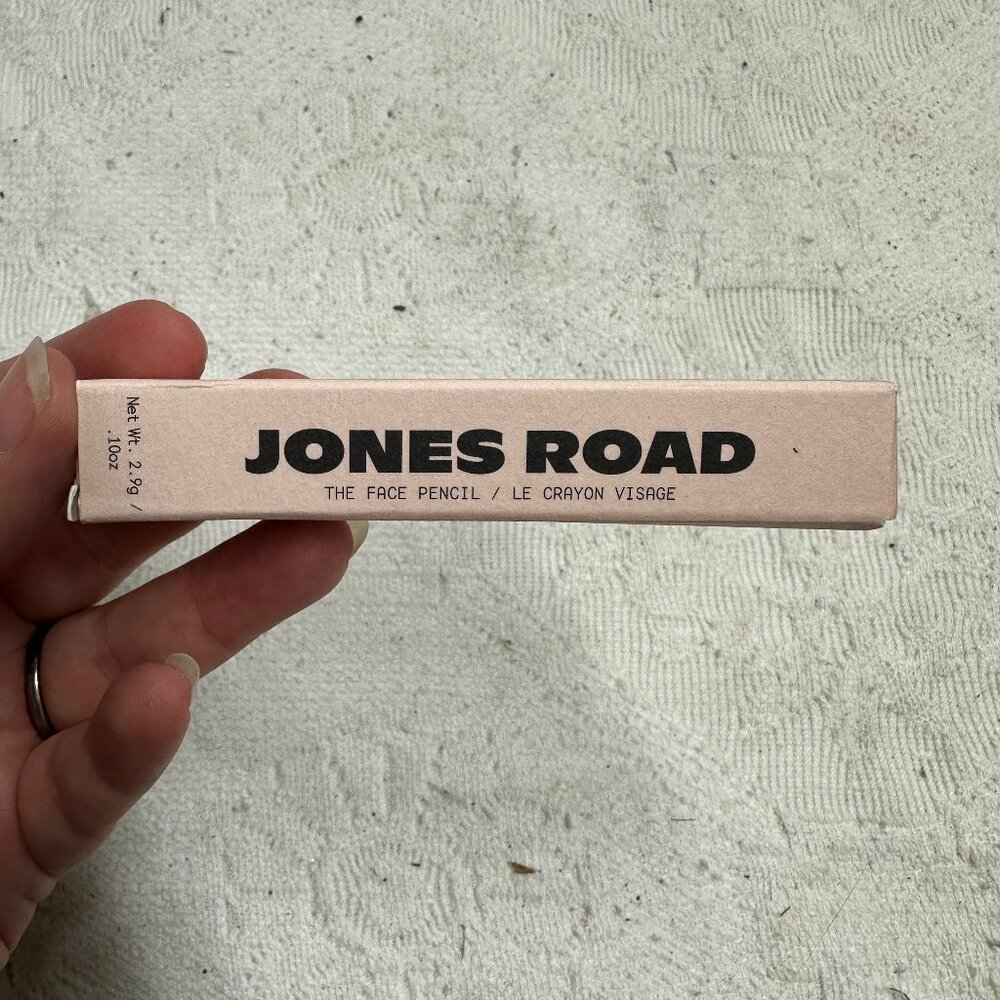 JONES ROAD
THE FACE PENCIL / LE CRAYON VISAGE
Net Wt. 2.9g /
.10oz